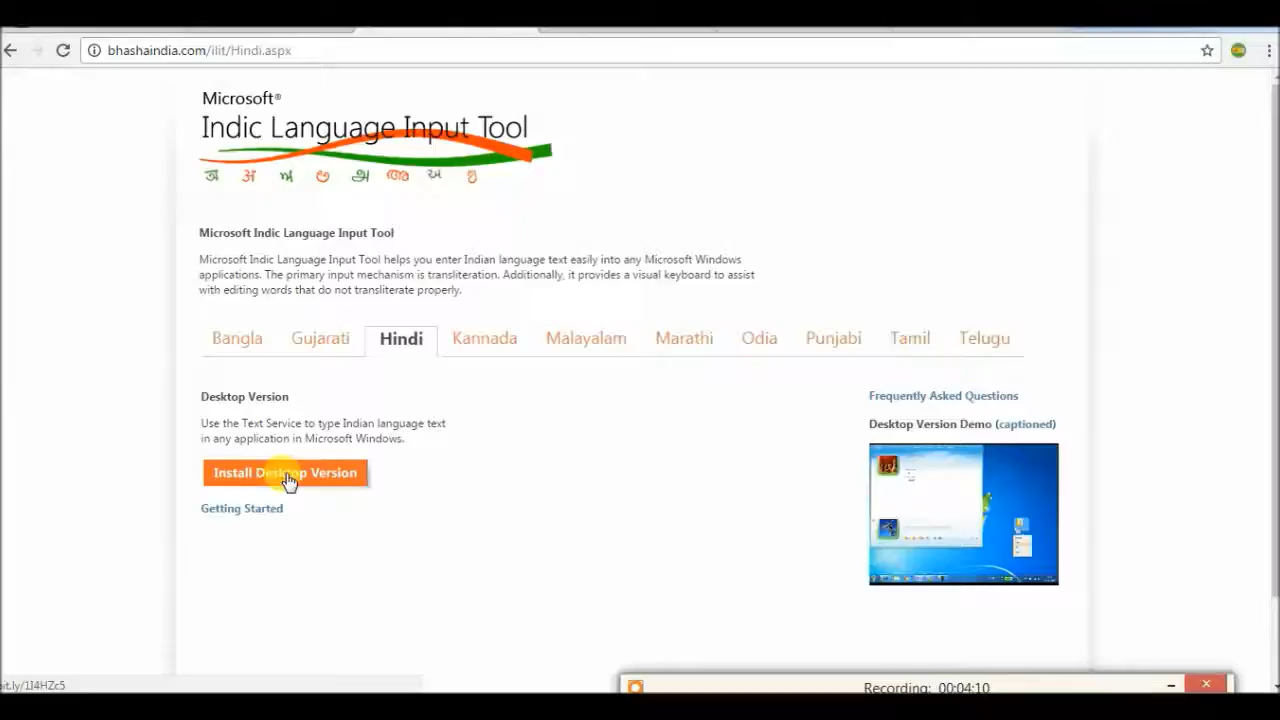 bhashaindia.com/ilit/Hindi.aspx
Microsoft®
Indic Language Input Tool
Microsoft Indic Language Input Tool
Microsoft Indic Language Input Tool helps you enter Indian language text easily into any Microsoft Windows
applications. The primary input mechanism is transliteration. Additionally, it provides a visual keyboard to assist
with editing words that do not transliterate properly.
Bangla Gujarati Hindi Kannada Malayalam Marathi Odia Punjabi Tamil Telugu
Desktop Version
Use the Text Service to type Indian language text
in any application in Microsoft Windows.
Install Desktop Version
Getting Started
Frequently Asked Questions
Desktop Version Demo (captioned)
Recording: 00:04:10